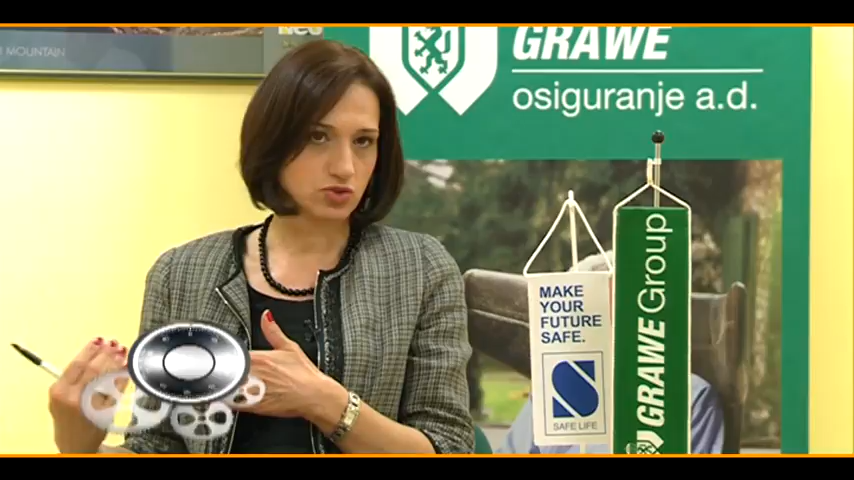 MOUNTAIN
GRAWE
osiguranje a.d.
MAKE
YOUR
FUTURE
SAFE.
S
SAFE LIFE
GRAWE Group